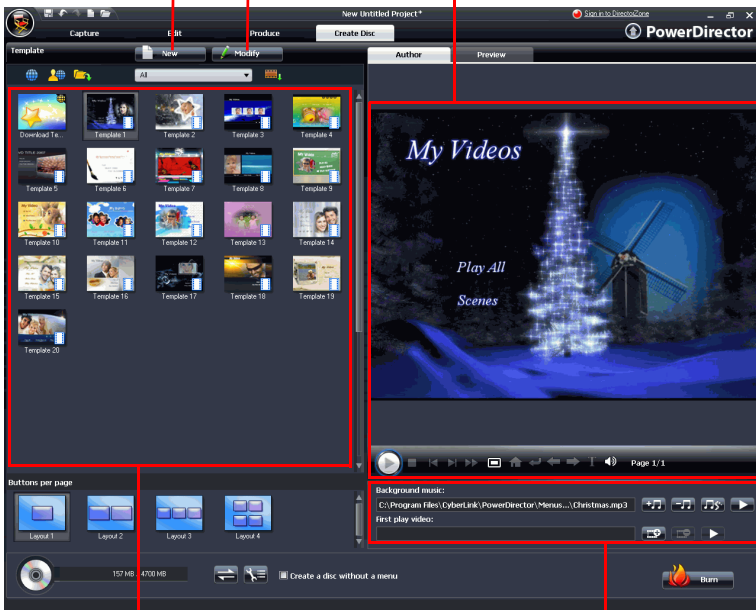 New Untitled Project*
Sign in to DirectorZone
Capture
Edit
Produce
Create Disc
PowerDirector
Template
New
Modify
Author
Preview
All
Download Te...
Template 1
Template 2
Template 3
Template 4
Template 5
Template 6
Template 7
Template 8
Template 9
Template 10
Template 11
Template 12
Template 13
Template 14
Template 15
Template 16
Template 17
Template 18
Template 19
Template 20
My Videos
Play All
Scenes
Page 1/1
Buttons per page
Layout 1
Layout 2
Layout 3
Layout 4
Background music:
C:\Program Files\CyberLink\PowerDirector\Menus...\Christmas.mp3
First play video:
157 MB / 4700 MB
Create a disc without a menu
Burn